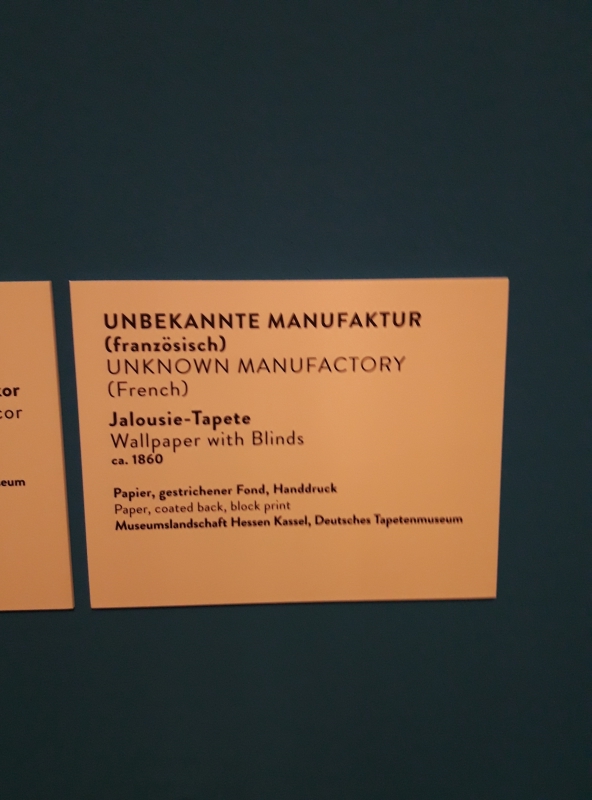 UNBEKANNTE MANUFAKTUR
(französisch)
UNKNOWN MANUFACTORY
(French)
Jalousie-Tapete
Wallpaper with Blinds
ca. 1860
Papier, gestrichener Fond, Handdruck
Paper, coated back, block print
Museumslandschaft Hessen Kassel, Deutsches Tapetenmuseum